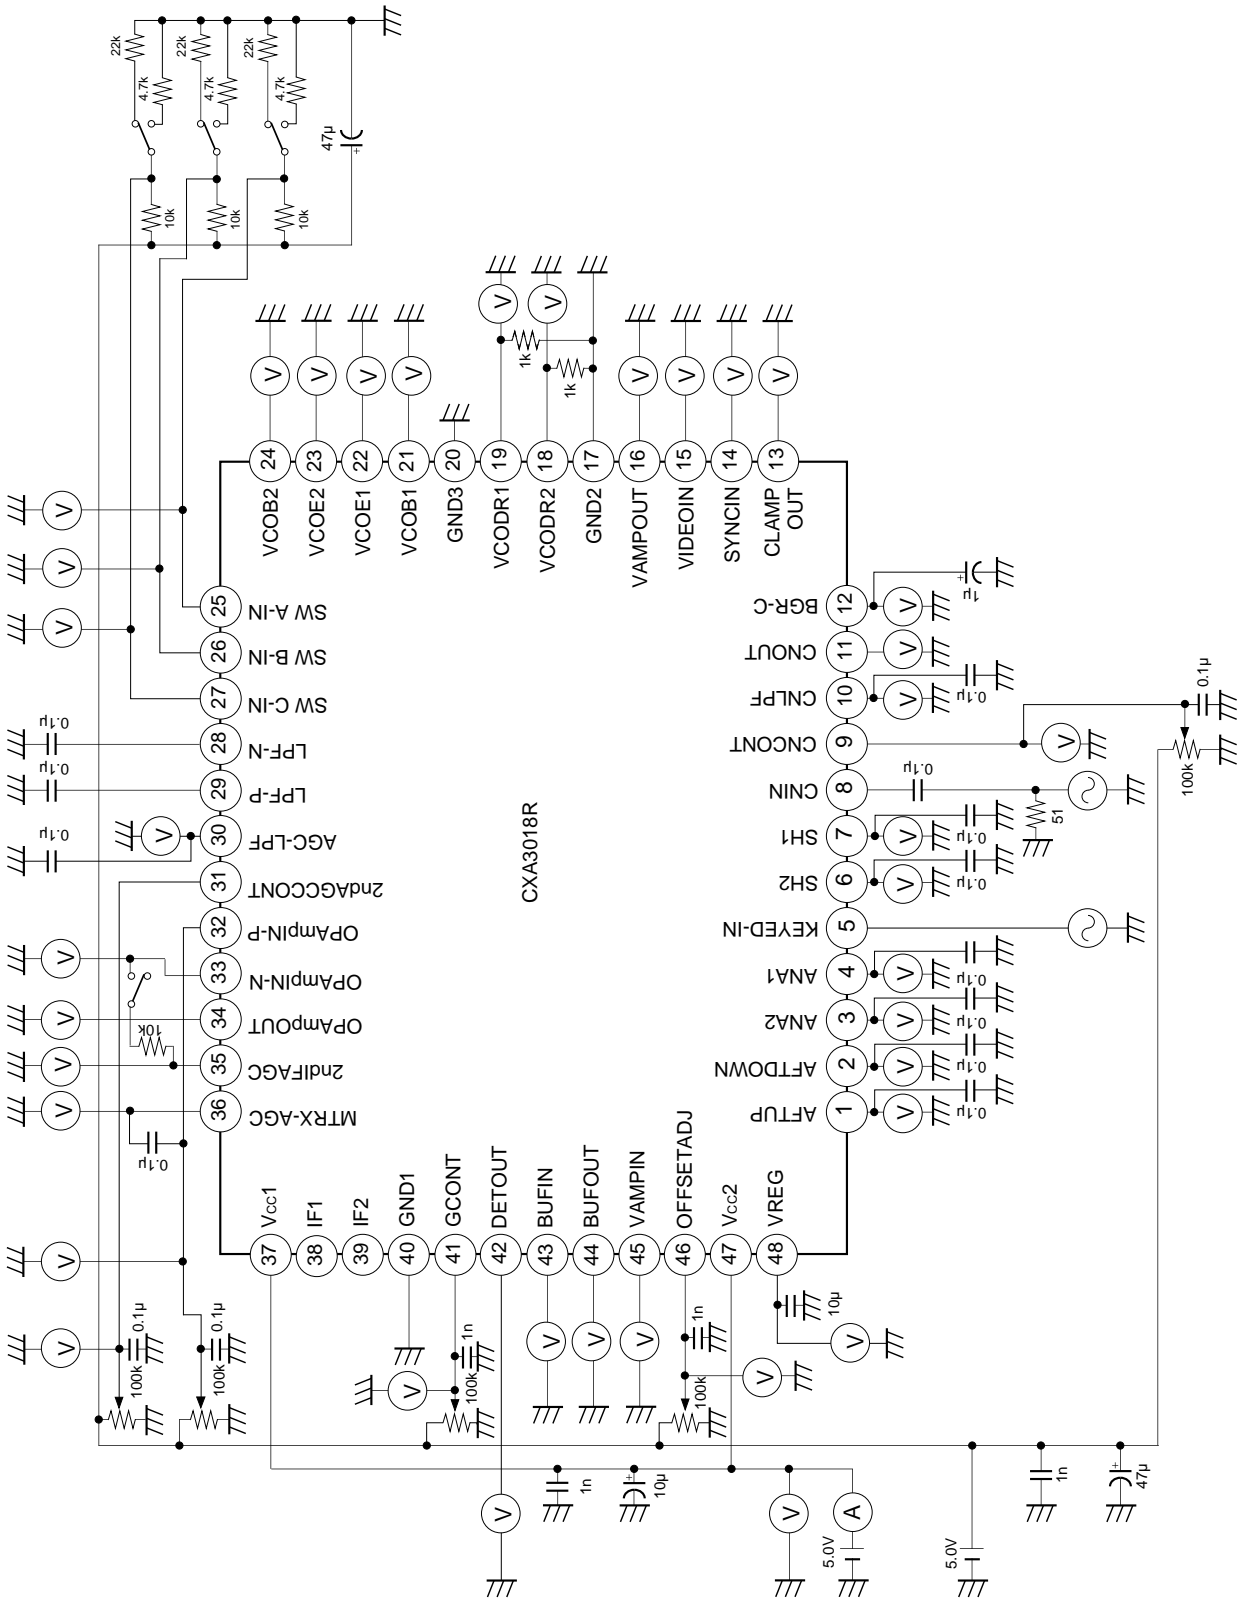 22k
4.7k
22k
4.7k
22k
4.7k
47µ
+
10k
10k
10k
V
V
V
V
V
V
V
V
V
V
1k
1k
24
23
22
21
20
19
18
17
16
15
14
13
VCOB2
VCOE2
VCOE1
VCOB1
GND3
VCODR1
VCODR2
GND2
VAMPOUT
VIDEOIN
SYNCIN
CLAMP
OUT
V
V
V
25 SW A-IN
26 SW B-IN
27 SW C-IN
0.1µ
28 LPF-N
0.1µ
29 LPF-P
0.1µ
V
30 AGC-LPF
31 2ndAGCCONT
32 OPAmpIN-P
V
33 OPAmpIN-N
V
34 OPAmpOUT
10k
V
35 2ndIFAGC
V
36 MTRX-AGC
0.1µ
CXA3018R
BGR-C 12
V
+
1µ
CNOUT 11
V
CNLPF 10
V
0.1µ
CNCONT 9
V
100k
0.1µ
CNIN 8
0.1µ
51
SH1 7
V
0.1µ
SH2 6
V
0.1µ
KEYED-IN 5
ANA1 4
V
0.1µ
ANA2 3
V
0.1µ
AFTDOWN 2
V
0.1µ
AFTUP 1
V
0.1µ
Vcc1
IF1
IF2
GND1
GCONT
DETOUT
BUFIN
BUFOUT
VAMPIN
OFFSETADJ
Vcc2
VREG
37
38
39
40
41
42
43
44
45
46
47
48
V
V
0.1µ
100k
0.1µ
100k
V
1n
100k
V
V
V
1n
100k
V
10µ
V
V
1n
+
10µ
V
A
5.0V
5.0V
1n
+
47µ